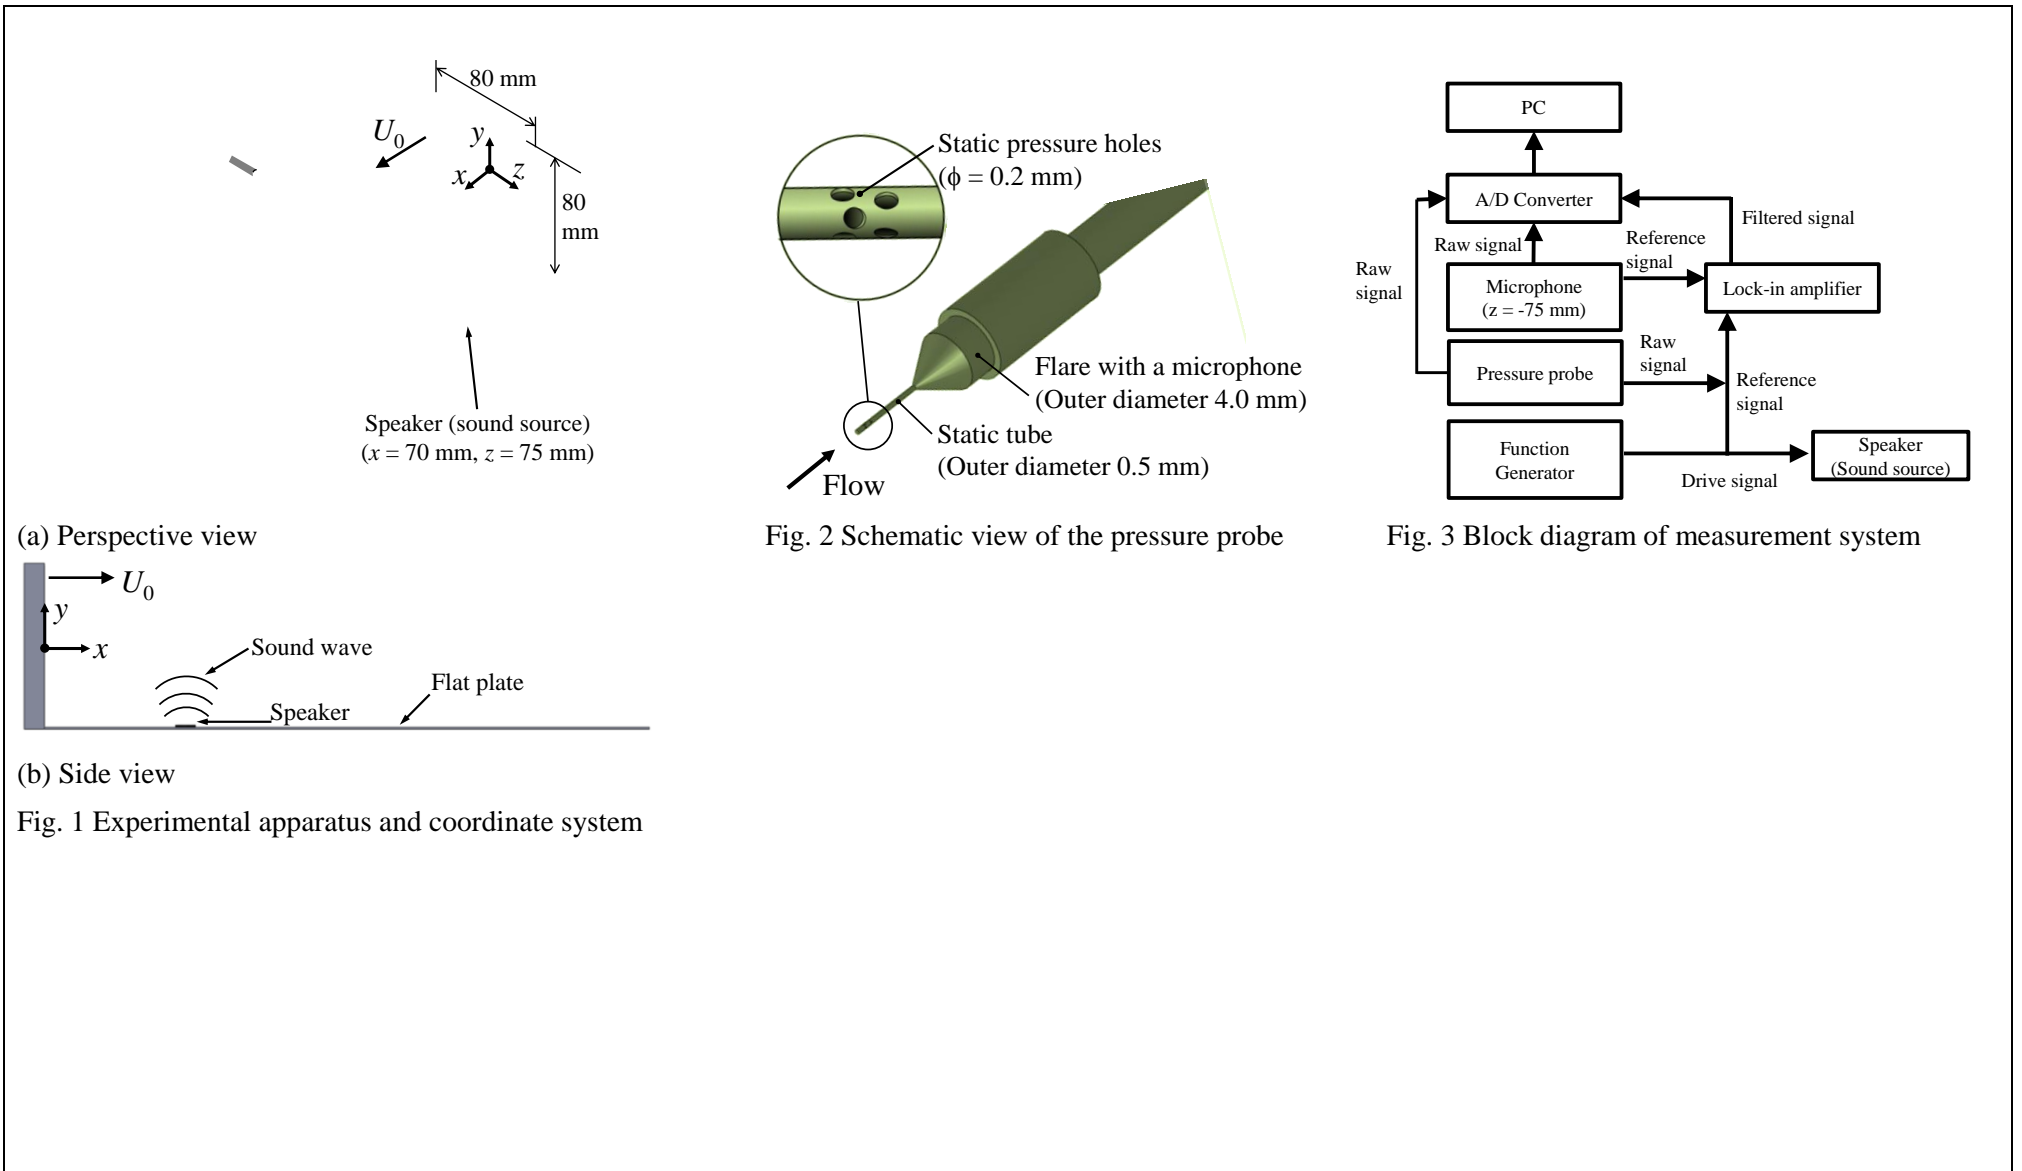 80 mm
U0
y
x
z
80
mm
Speaker (sound source)
(x = 70 mm, z = 75 mm)
(a) Perspective view
U0
y
x
Sound wave
Flat plate
Speaker
(b) Side view
Fig. 1 Experimental apparatus and coordinate system
Static pressure holes
(ϕ = 0.2 mm)
Flare with a microphone
(Outer diameter 4.0 mm)
Static tube
(Outer diameter 0.5 mm)
Flow
Fig. 2 Schematic view of the pressure probe
PC
A/D Converter
Filtered signal
Raw signal
Reference
signal
Raw
signal
Microphone
(z = -75 mm)
Lock-in amplifier
Raw
signal
Pressure probe
Reference
signal
Function
Generator
Speaker
(Sound source)
Drive signal
Fig. 3 Block diagram of measurement system